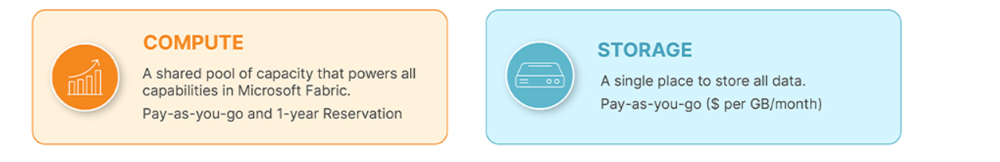 COMPUTE
A shared pool of capacity that powers all
capabilities in Microsoft Fabric.
Pay-as-you-go and 1-year Reservation
STORAGE
A single place to store all data.
Pay-as-you-go ($ per GB/month)